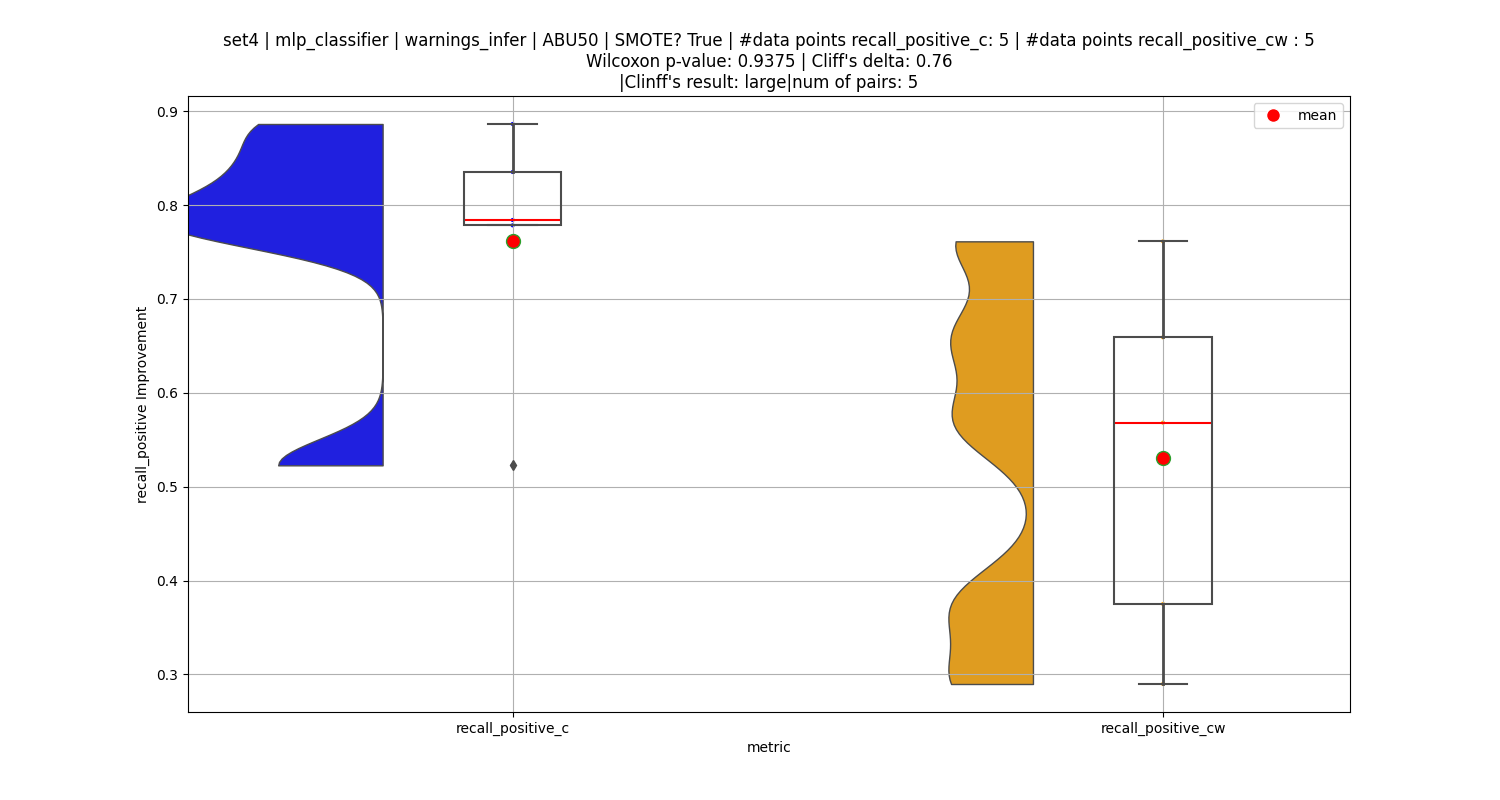 set4 | mlp_classifier | warnings_infer | ABU50 | SMOTE? True | #data points recall_positive_c: 5 | #data points recall_positive_cw : 5
Wilcoxon p-value: 0.9375 | Cliff's delta: 0.76
|Clinff's result: large|num of pairs: 5
mean
recall_positive Improvement
0.9
0.8
0.7
0.6
0.5
0.4
0.3
recall_positive_c
recall_positive_cw
metric